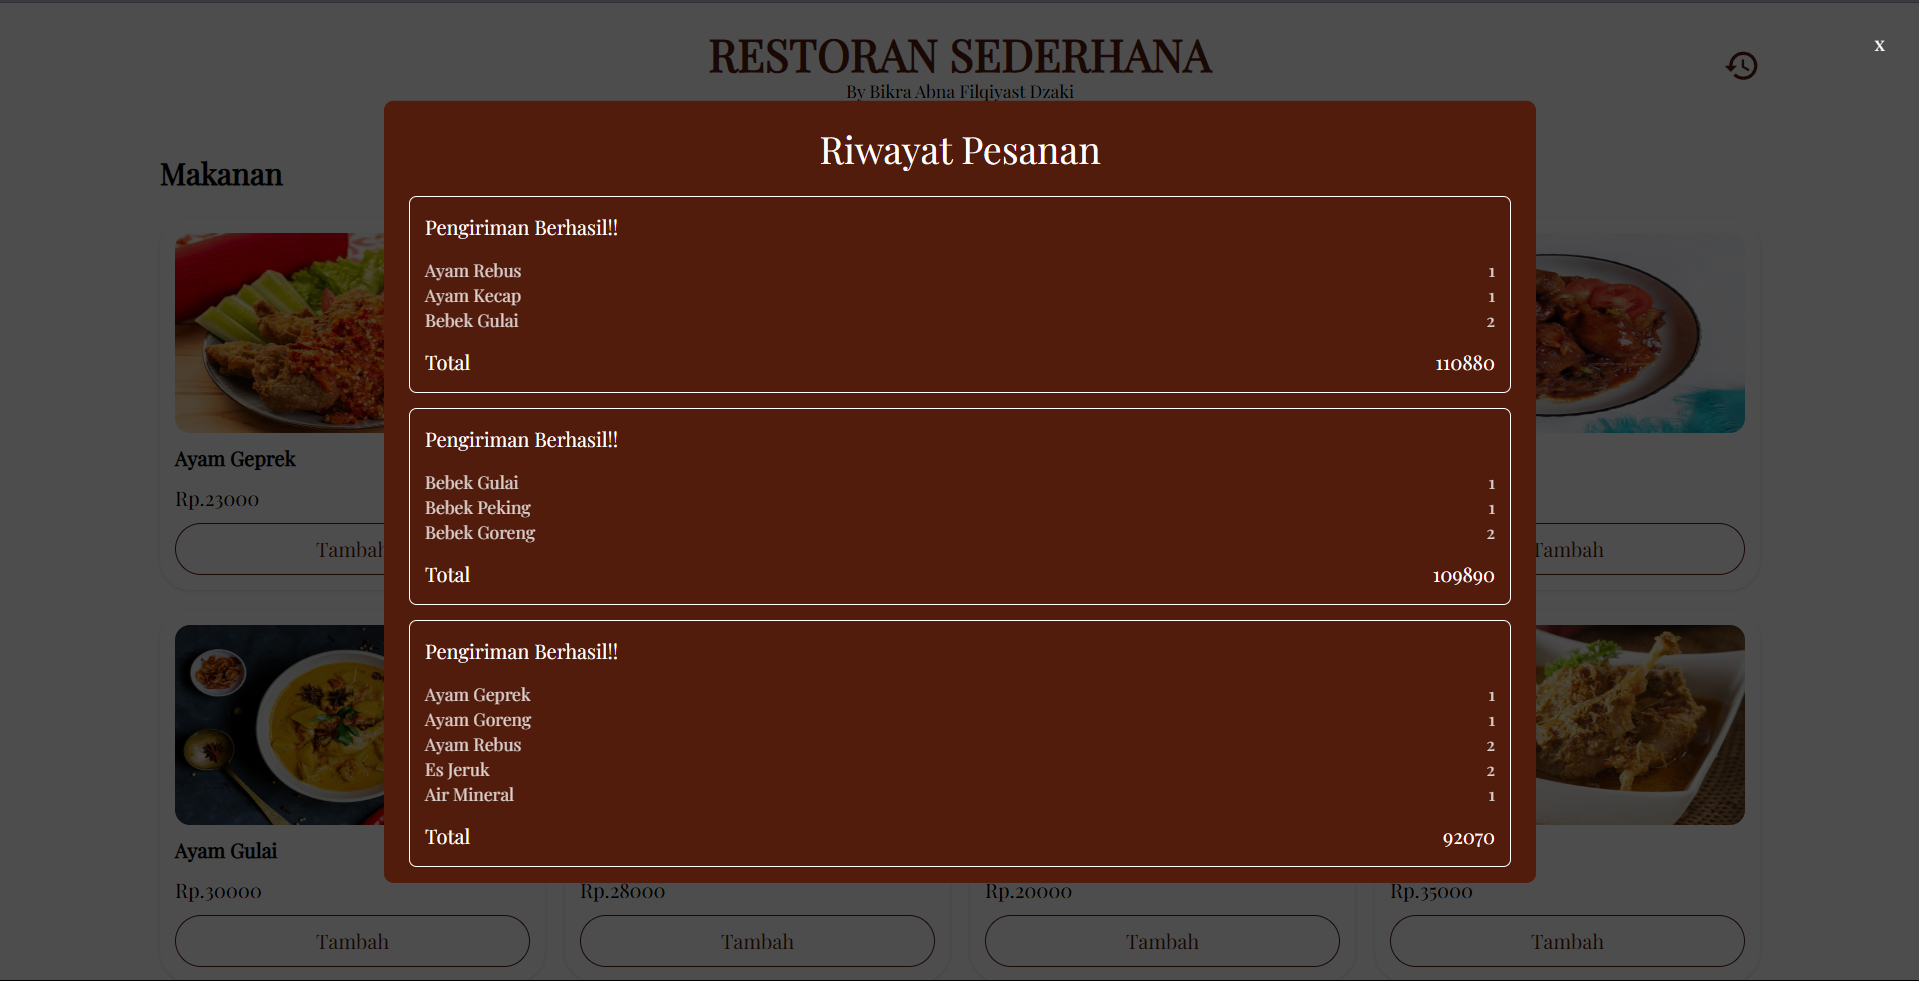 RESTORAN SEDERHANA
x
By Bikra Abna Filqiyast Dzaki
Riwayat Pesanan
Makanan
Pengiriman Berhasil!!
Ayam Rebus 1
Ayam Kecap 1
Bebek Gulai 2
Total 110880
Pengiriman Berhasil!!
Bebek Gulai 1
Bebek Peking 1
Bebek Goreng 2
Total 109890
Pengiriman Berhasil!!
Ayam Geprek 1
Ayam Goreng 1
Ayam Rebus 2
Es Jeruk 2
Air Mineral 1
Total 92070
Ayam Geprek
Rp.23000
Tambah
Tambah
Ayam Gulai
Rp.30000
Rp.28000
Rp.20000
Rp.35000
Tambah
Tambah
Tambah
Tambah